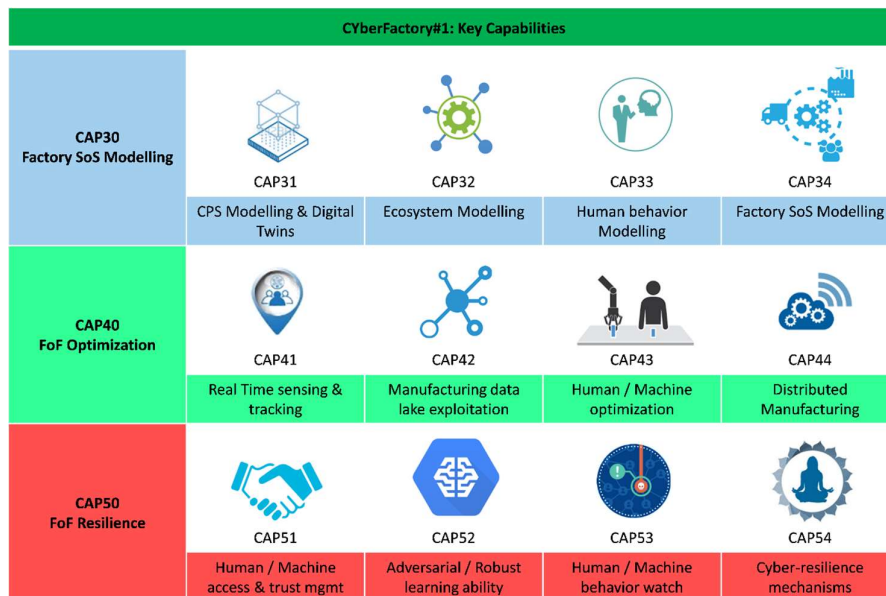 CYberFactory#1: Key Capabilities
CAP30
Factory SoS Modelling
CAP31
CAP32
CAP33
CAP34
CPS Modelling & Digital
Twins
Ecosystem Modelling
Human behavior
Modelling
Factory SoS Modelling
CAP40
FoF Optimization
CAP41
CAP42
CAP43
CAP44
Real Time sensing &
tracking
Manufacturing data
lake exploitation
Human / Machine
optimization
Distributed
Manufacturing
CAP50
FoF Resilience
CAP51
CAP52
CAP53
CAP54
Human / Machine
access & trust mgmt
Adversarial / Robust
learning ability
Human / Machine
behavior watch
Cyber-resilience
mechanisms